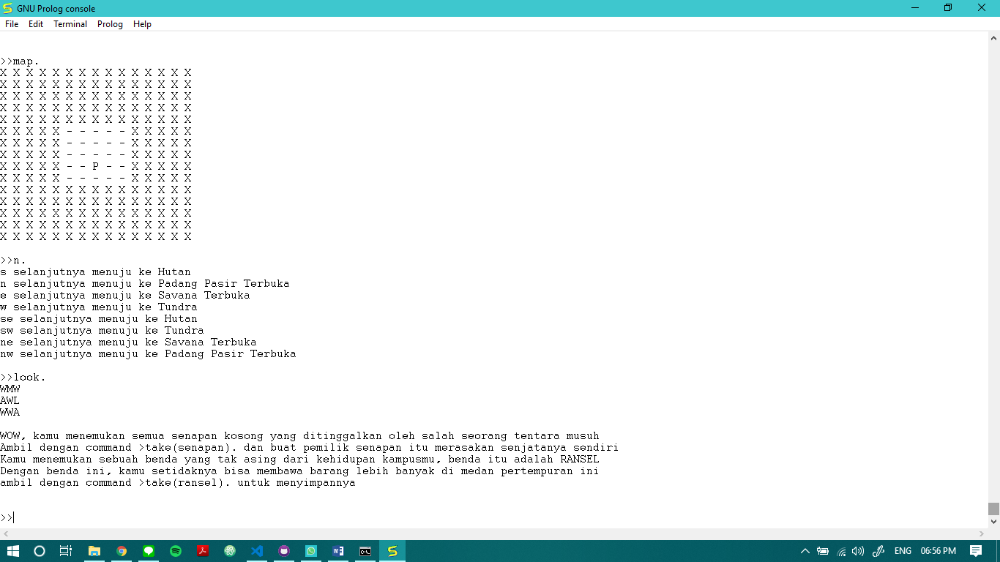 GNU Prolog console
File Edit Terminal Prolog Help
>>map.
X X X X X X X X X X X X X X X
X X X X X X X X X X X X X X X
X X X X X X X X X X X X X X X
X X X X X X X X X X X X X X X
X X X X X X X X X X X X X X X
X X X X X - - - - - X X X X X
X X X X X - - - - - X X X X X
X X X X X - - - - - X X X X X
X X X X X - - P - - X X X X X
X X X X X - - - - - X X X X X
X X X X X X X X X X X X X X X
X X X X X X X X X X X X X X X
X X X X X X X X X X X X X X X
X X X X X X X X X X X X X X X
X X X X X X X X X X X X X X X
>>n.
s selanjutnya menuju ke Hutan
n selanjutnya menuju ke Padang Pasir Terbuka
e selanjutnya menuju ke Savana Terbuka
w selanjutnya menuju ke Tundra
se selanjutnya menuju ke Hutan
sw selanjutnya menuju ke Tundra
ne selanjutnya menuju ke Savana Terbuka
nw selanjutnya menuju ke Padang Pasir Terbuka
>>look.
WMW
AWL
WWA
WOW, kamu menemukan semua senapan kosong yang ditinggalkan oleh salah seorang tentara musuh
Ambil dengan command >take(senapan). dan buat pemilik senapan itu merasakan senjatanya sendiri
Kamu menemukan sebuah benda yang tak asing dari kehidupan kampusmu, benda itu adalah RANSEL
Dengan benda ini, kamu setidaknya bisa membawa barang lebih banyak di medan pertempuran ini
ambil dengan command >take(ransel). untuk menyimpannya
>>
ENG 06:56 PM